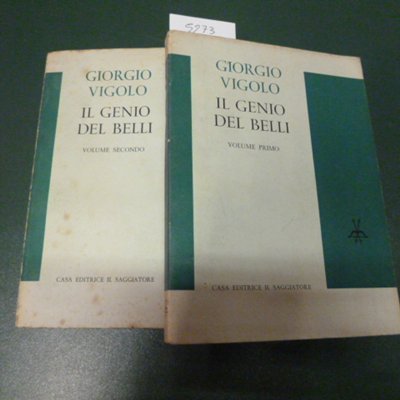 5273
GIORGIO
VIGOLO
IL GENIO
DEL BELLI
VOLUME SECONDO
CASA EDITRICE IL SAGGIATORE
GIORGIO
VIGOLO
IL GENIO
DEL BELLI
VOLUME PRIMO
CASA EDITRICE IL SAGGIATORE